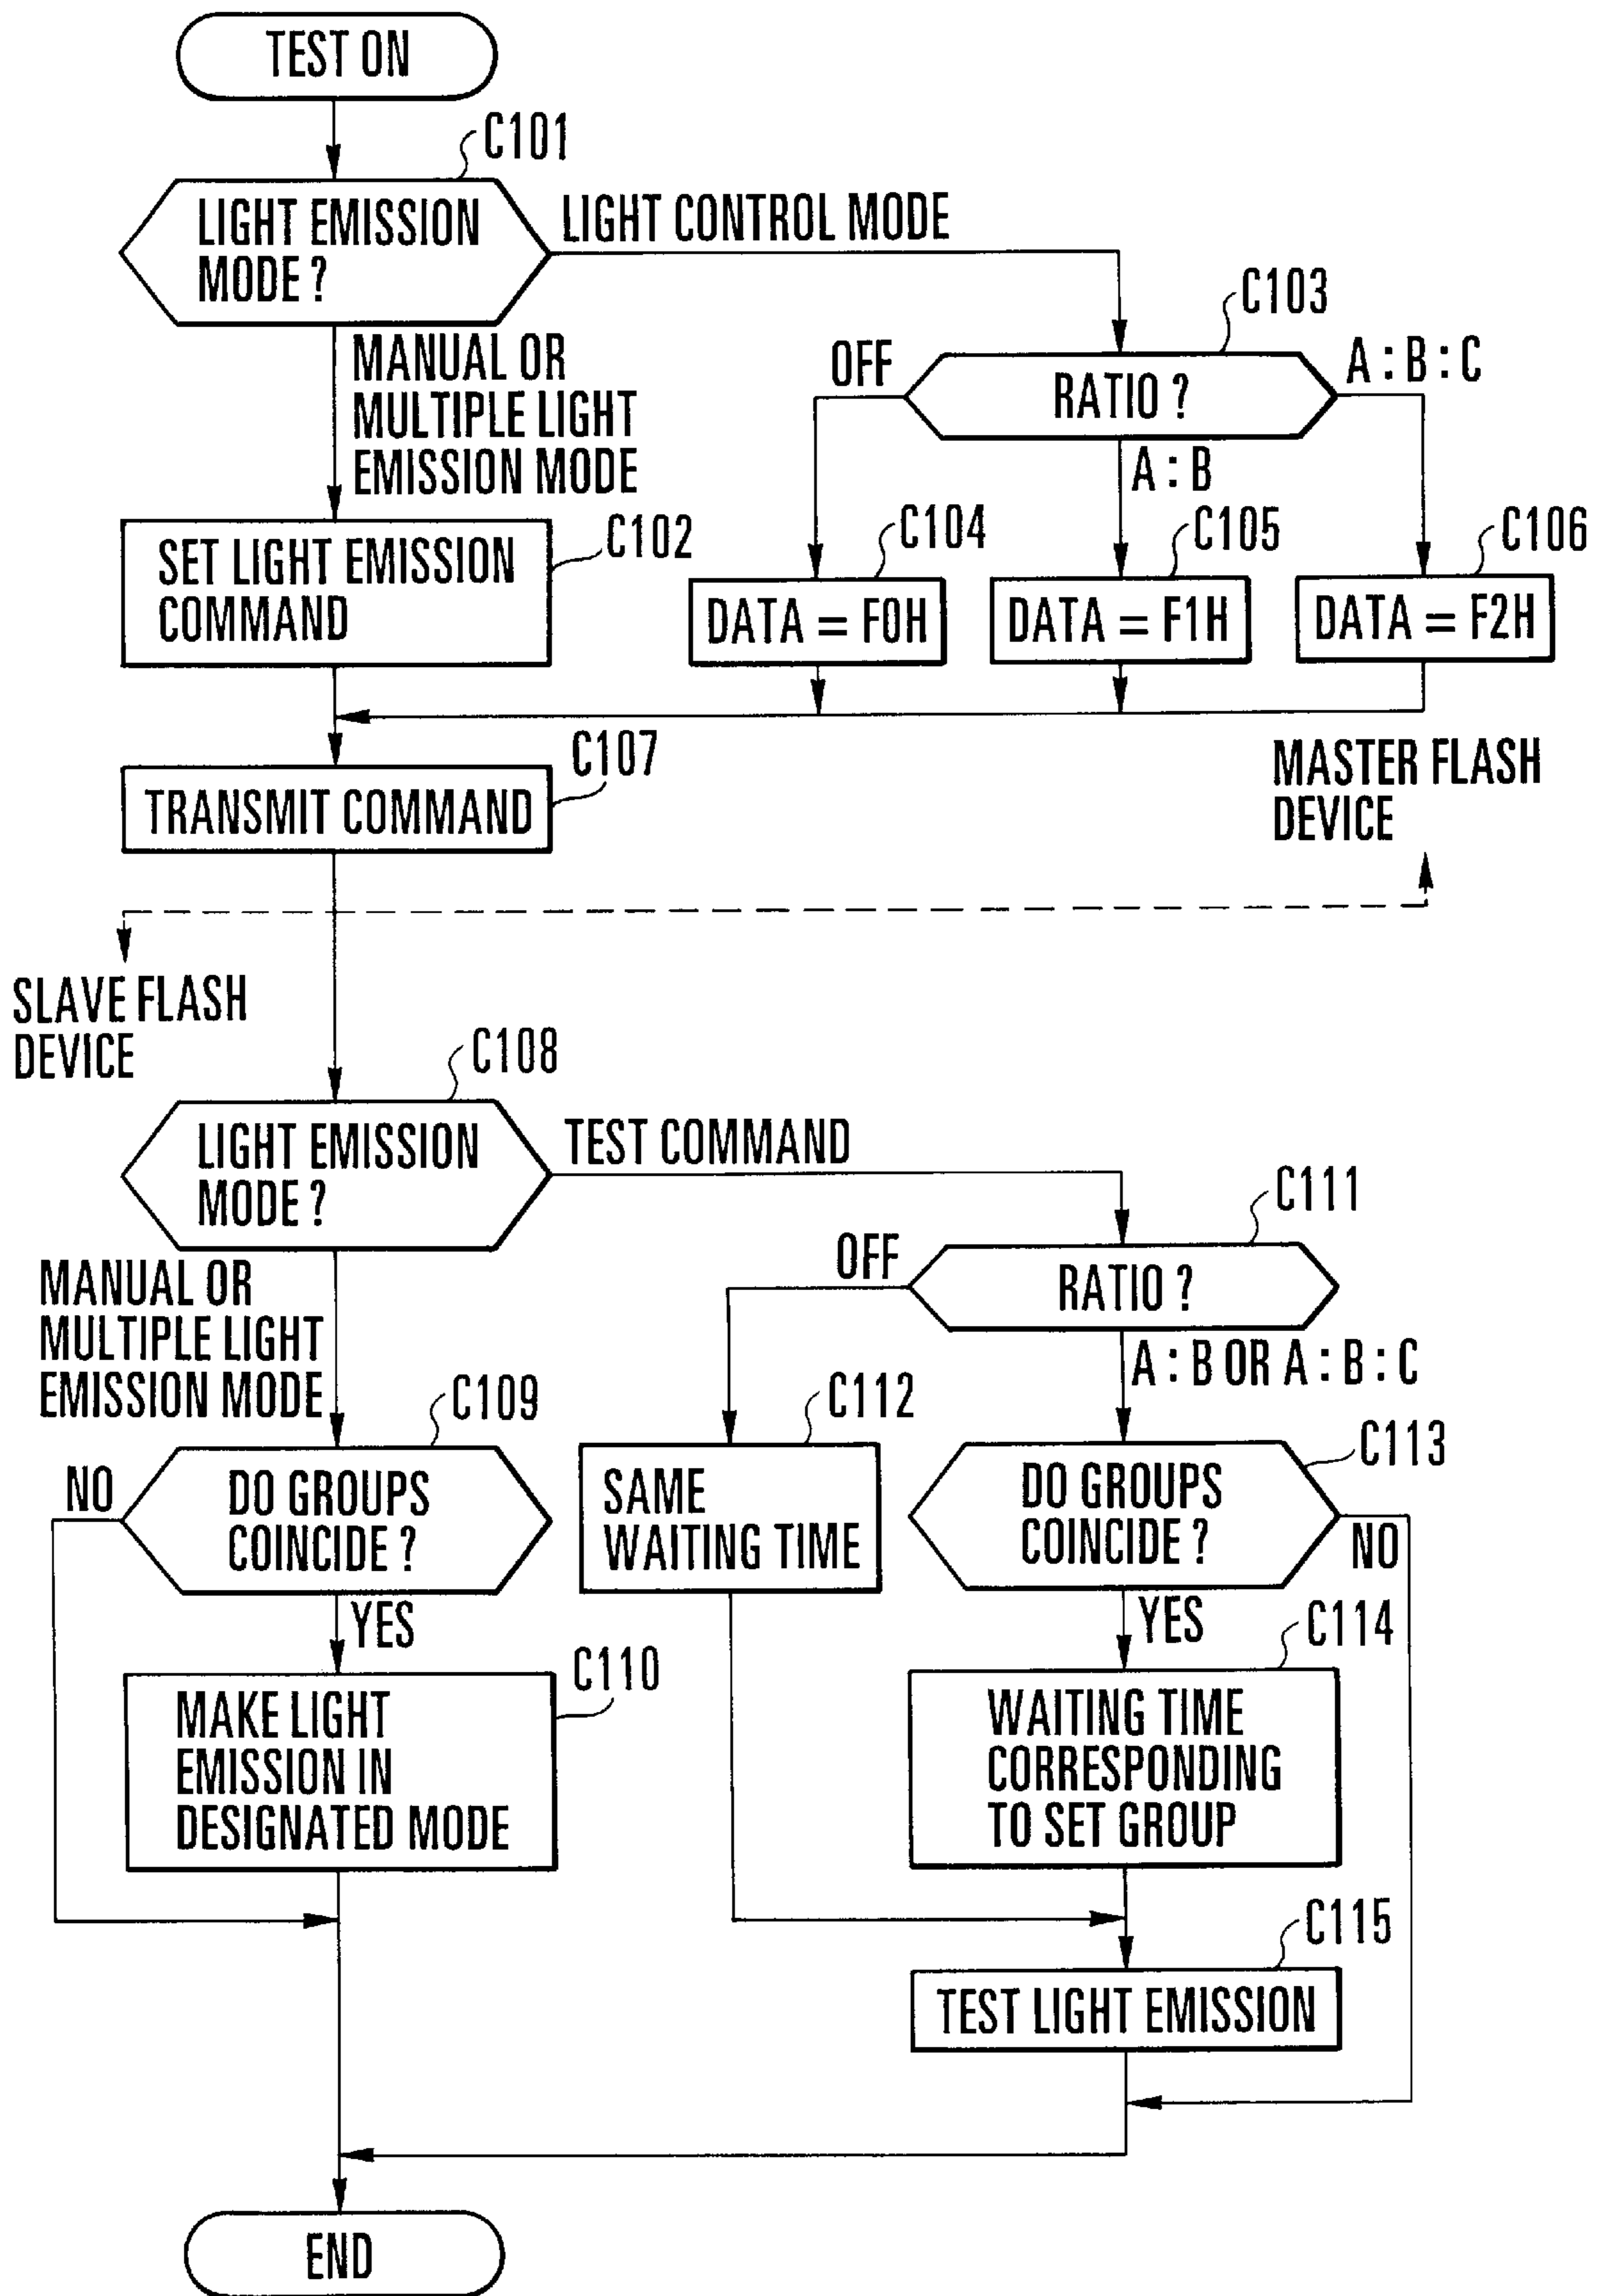 TEST ON
C101
LIGHT EMISSION
MODE ?
LIGHT CONTROL MODE
MANUAL OR
MULTIPLE LIGHT
EMISSION MODE
C103
OFF
RATIO ?
A : B : C
A : B
C102
SET LIGHT EMISSION
COMMAND
C104
DATA = F0H
C105
DATA = F1H
C106
DATA = F2H
C107
TRANSMIT COMMAND
MASTER FLASH
DEVICE
SLAVE FLASH
DEVICE
C108
LIGHT EMISSION
MODE ?
TEST COMMAND
MANUAL OR
MULTIPLE LIGHT
EMISSION MODE
C111
OFF
RATIO ?
A : B OR A : B : C
C109
NO
DO GROUPS
COINCIDE ?
YES
C112
SAME
WAITING TIME
C113
DO GROUPS
COINCIDE ?
NO
YES
C110
MAKE LIGHT
EMISSION IN
DESIGNATED MODE
C114
WAITING TIME
CORRESPONDING
TO SET GROUP
C115
TEST LIGHT EMISSION
END